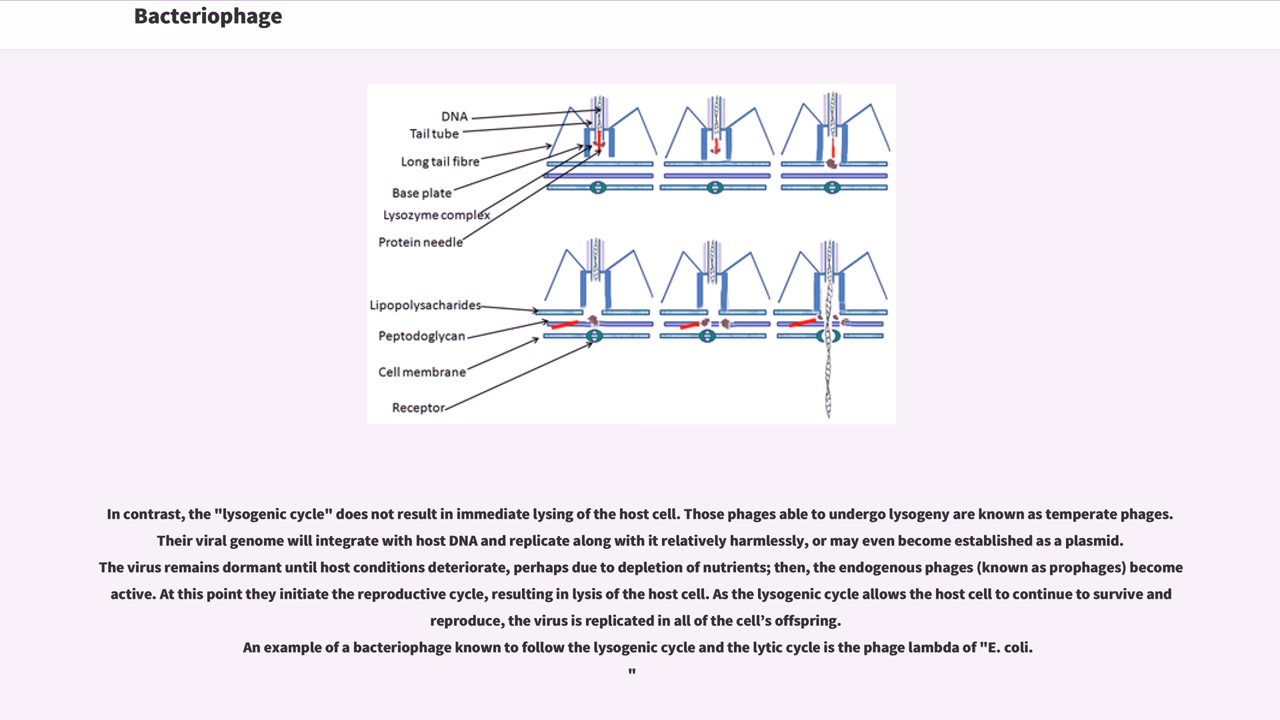 Bacteriophage
DNA
Tail tube
Long tail fibre
Base plate
Lysozyme complex
Protein needle
Lipopolysacharides
Peptodoglycan
Cell membrane
Receptor
In contrast, the "lysogenic cycle" does not result in immediate lysing of the host cell. Those phages able to undergo lysogeny are known as temperate phages.
Their viral genome will integrate with host DNA and replicate along with it relatively harmlessly, or may even become established as a plasmid.
The virus remains dormant until host conditions deteriorate, perhaps due to depletion of nutrients; then, the endogenous phages (known as prophages) become
active. At this point they initiate the reproductive cycle, resulting in lysis of the host cell. As the lysogenic cycle allows the host cell to continue to survive and
reproduce, the virus is replicated in all of the cell’s offspring.
An example of a bacteriophage known to follow the lysogenic cycle and the lytic cycle is the phage lambda of "E. coli.
"